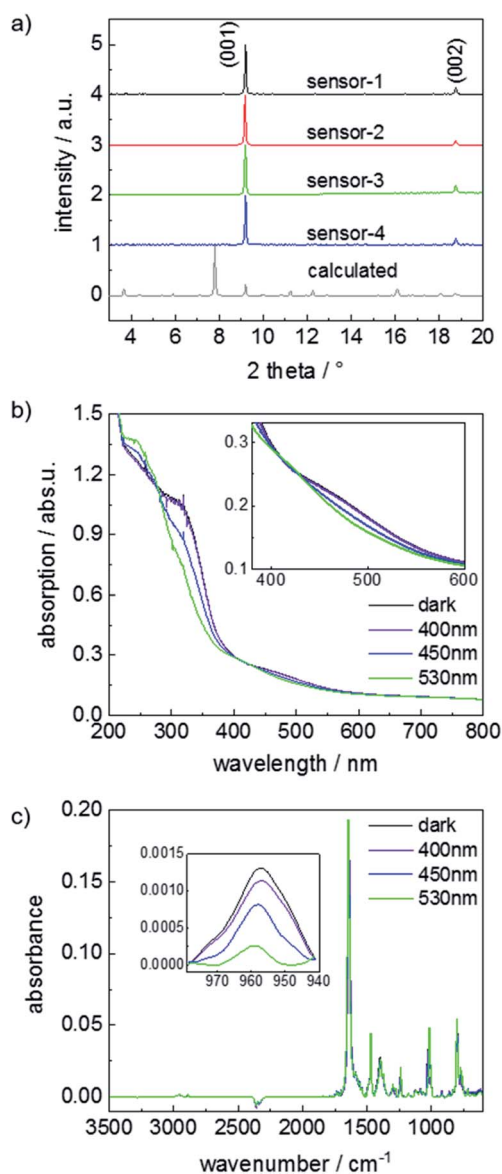 a)
intensity / a.u.
5
4
3
2
1
0
(001)
(002)
sensor-1
sensor-2
sensor-3
sensor-4
calculated
4 6 8 10 12 14 16 18 20
2 theta / °
b)
absorption / abs.u.
1.5
1.2
0.9
0.6
0.3
0.0
0.3
0.2
0.1
400 500 600
dark
400nm
450nm
530nm
200 300 400 500 600 700 800
wavelength / nm
c)
absorbance
0.20
0.15
0.10
0.05
0.00
0.0015
0.0010
0.0005
0.0000
970 960 950 940
dark
400nm
450nm
530nm
3500 3000 2500 2000 1500 1000
wavenumber / cm⁻¹